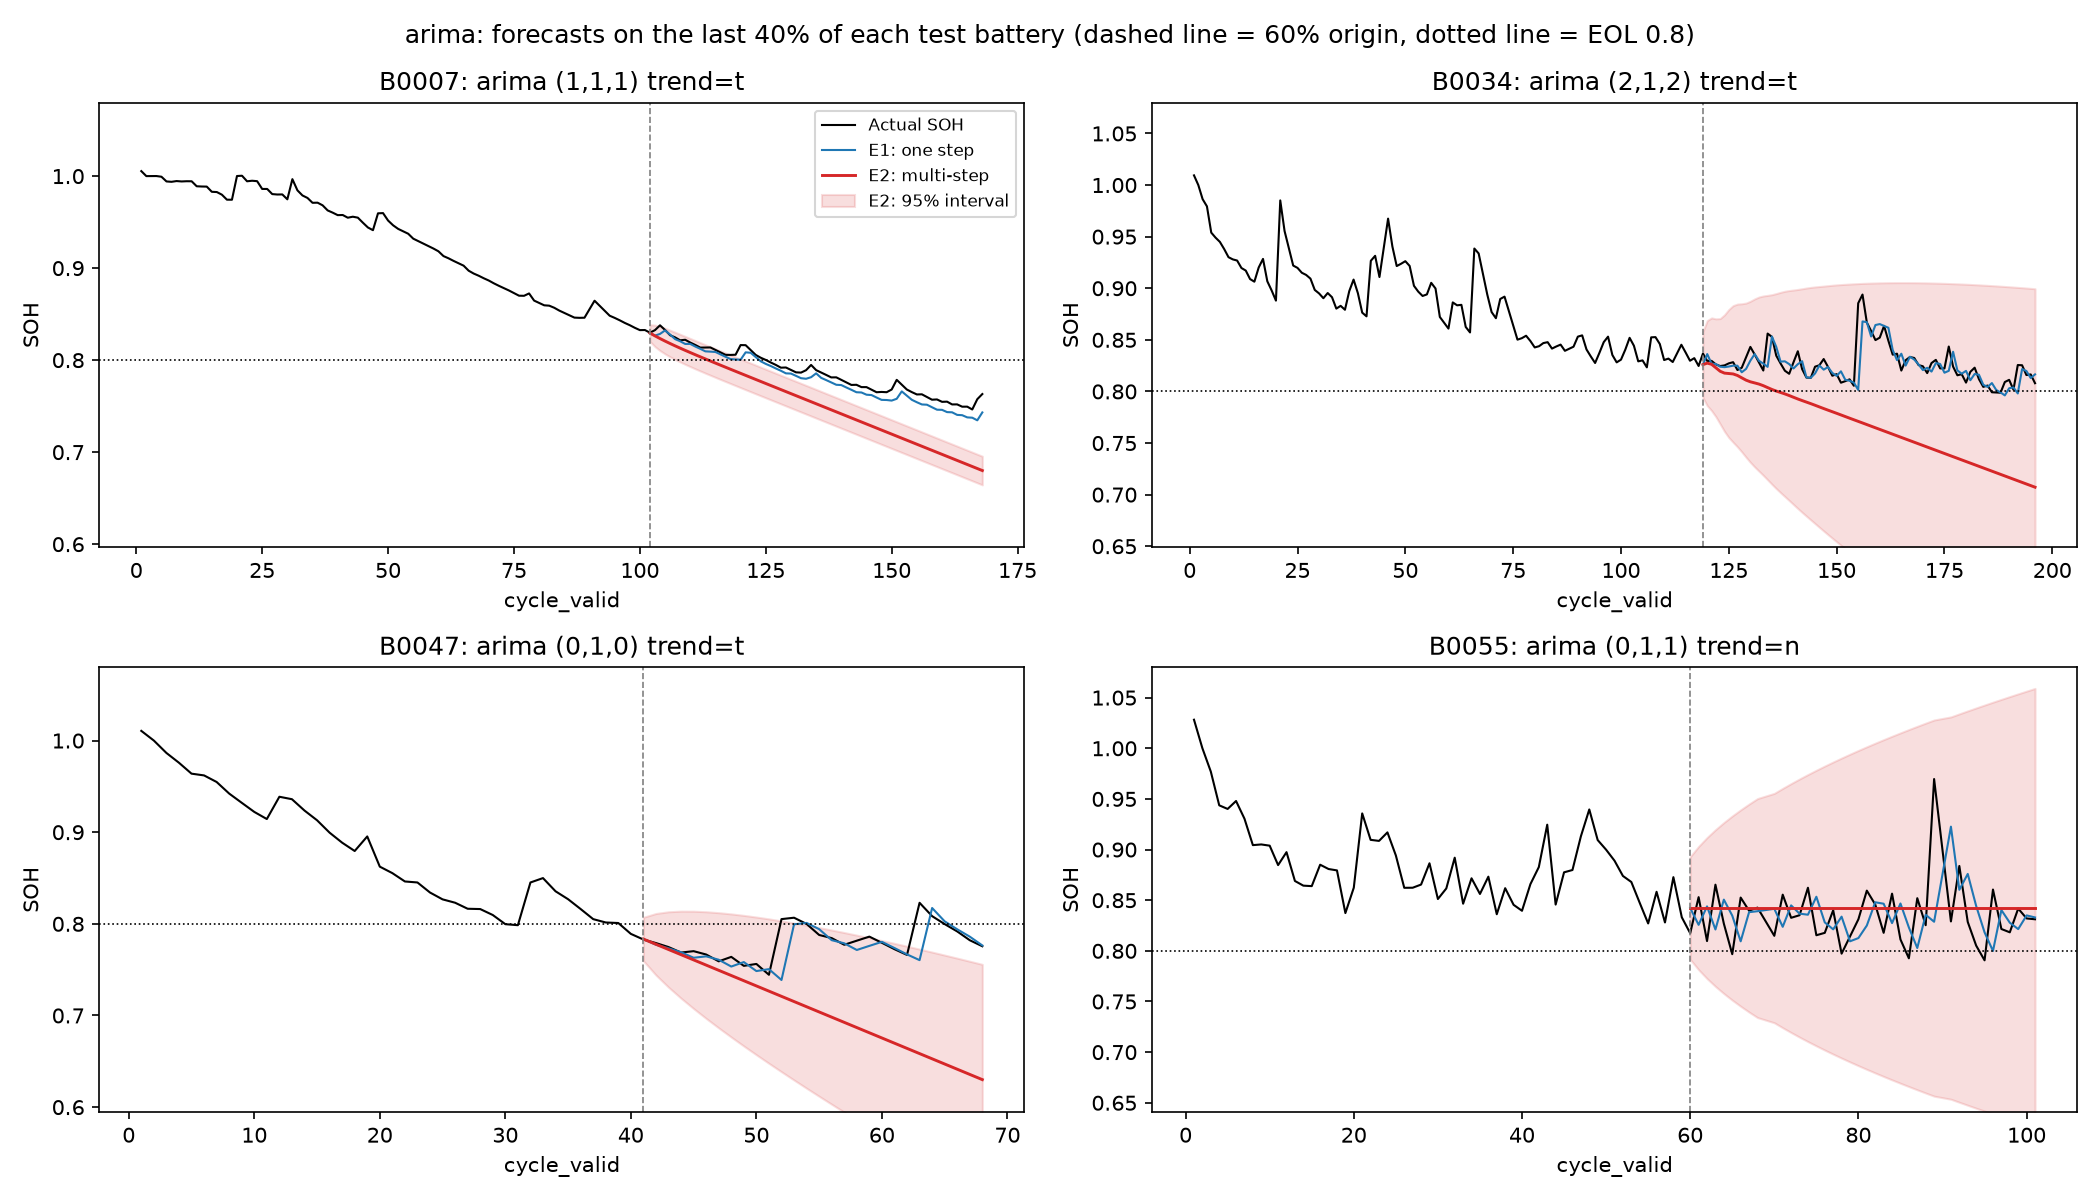 arima: forecasts on the last 40% of each test battery (dashed line = 60% origin, dotted line = EOL 0.8)
B0007: arima (1,1,1) trend=t
Actual SOH
E1: one step
E2: multi-step
E2: 95% interval
SOH
1.0
0.9
0.8
0.7
0.6
0 25 50 75 100 125 150 175
cycle_valid
B0034: arima (2,1,2) trend=t
SOH
1.05
1.00
0.95
0.90
0.85
0.80
0.75
0.70
0.65
0 25 50 75 100 125 150 175 200
cycle_valid
B0047: arima (0,1,0) trend=t
SOH
1.0
0.9
0.8
0.7
0.6
0 10 20 30 40 50 60 70
cycle_valid
B0055: arima (0,1,1) trend=n
SOH
1.05
1.00
0.95
0.90
0.85
0.80
0.75
0.70
0.65
0 20 40 60 80 100
cycle_valid